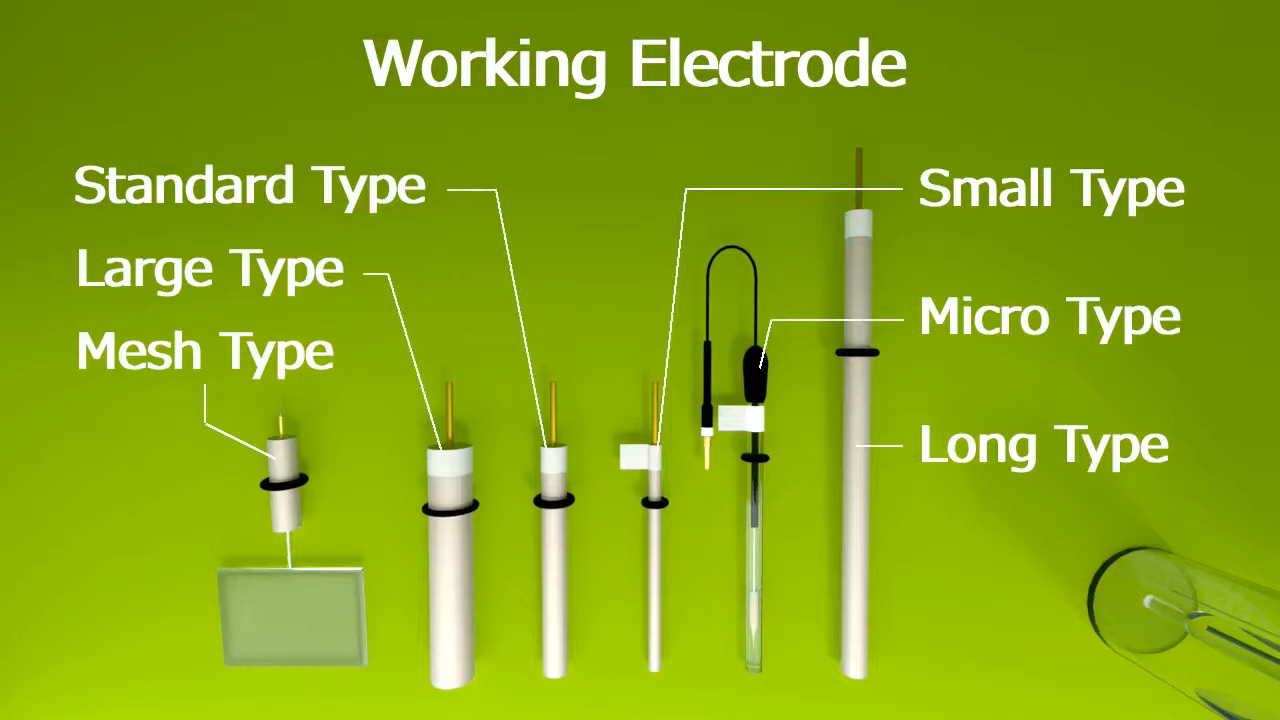 Working Electrode
Standard Type
Large Type
Mesh Type
Small Type
Micro Type
Long Type